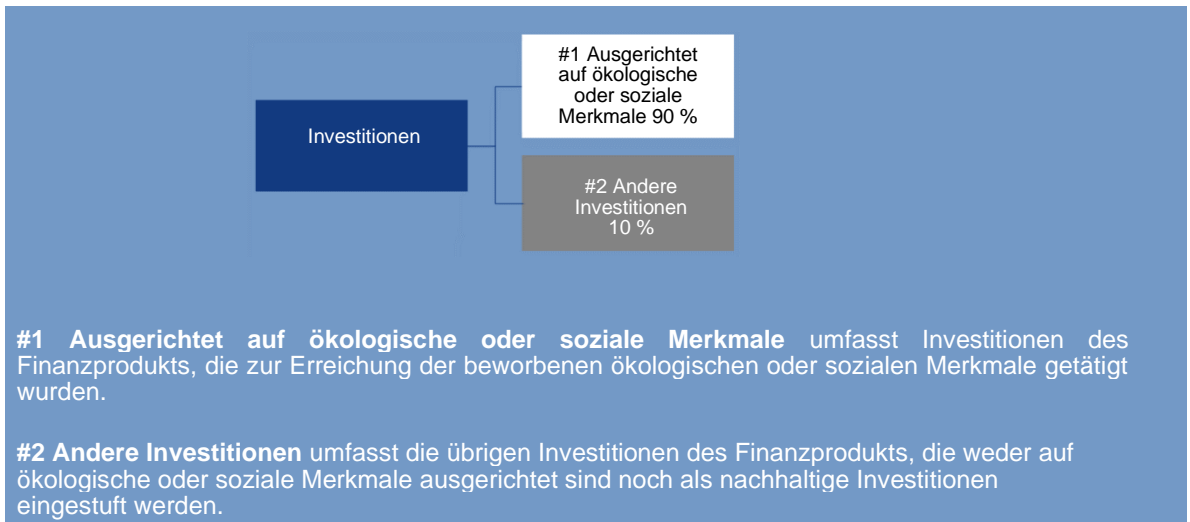 #1 Ausgerichtet
auf ökologische
oder soziale
Merkmale 90 %
Investitionen
#2 Andere
Investitionen
10 %
#1 Ausgerichtet auf ökologische oder soziale Merkmale umfasst Investitionen des
Finanzprodukts, die zur Erreichung der beworbenen ökologischen oder sozialen Merkmale getätigt
wurden.
#2 Andere Investitionen umfasst die übrigen Investitionen des Finanzprodukts, die weder auf
ökologische oder soziale Merkmale ausgerichtet sind noch als nachhaltige Investitionen
eingestuft werden.